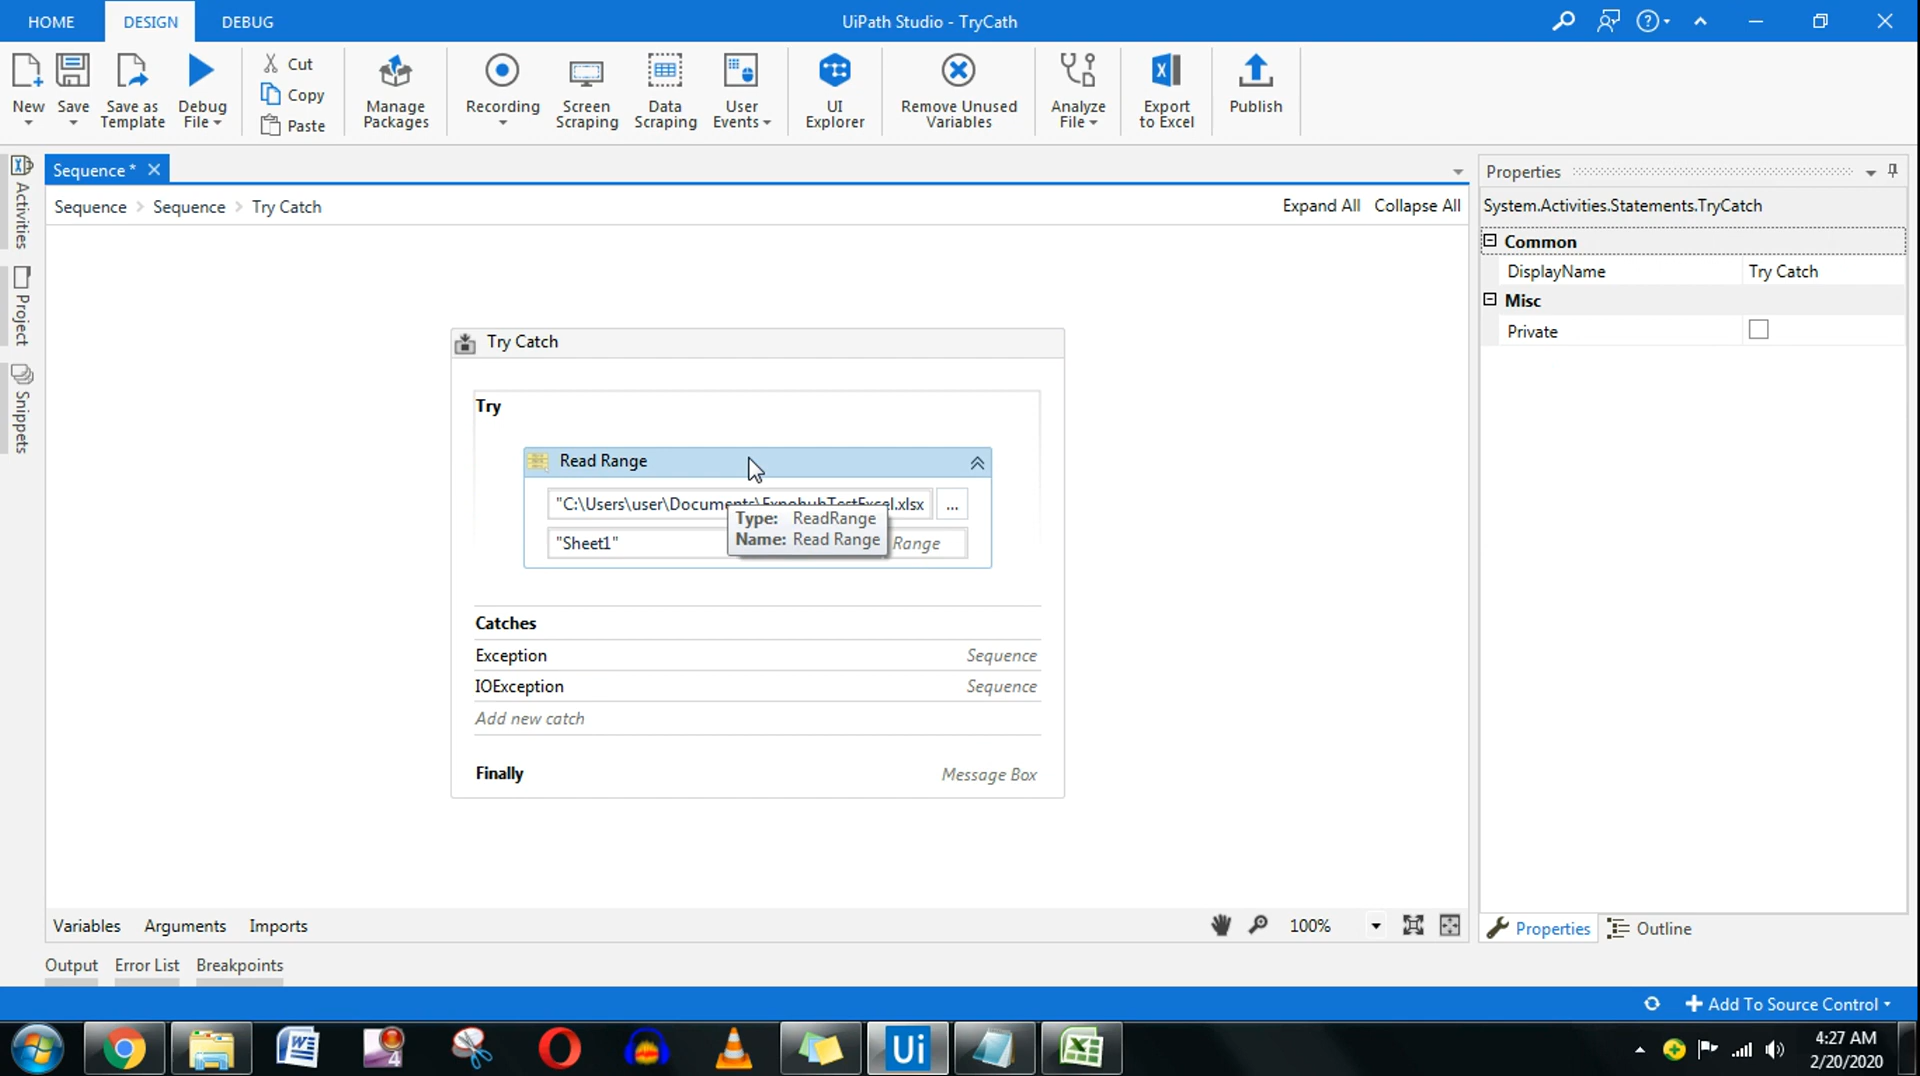 HOME DESIGN DEBUG UiPath Studio - TryCath
New Save Save as Template Debug File
Cut
Copy
Paste
Manage Packages
Recording
Screen Scraping
Data Scraping
User Events
UI Explorer
Remove Unused Variables
Analyze File
Export to Excel
Publish
Sequence *
Sequence > Sequence > Try Catch Expand All Collapse All
Activities
Project
Snippets
Try Catch
Try
Read Range
"C:\Users\user\Documents\ExpohubTestExcel.xlsx ...
Type: ReadRange
Name: Read Range
"Sheet1" Range
Catches
Exception Sequence
IOException Sequence
Add new catch
Finally Message Box
Properties
System.Activities.Statements.TryCatch
Common
DisplayName Try Catch
Misc
Private
Variables Arguments Imports 100%
Properties Outline
Output Error List Breakpoints
Add To Source Control
Ui
4:27 AM
2/20/2020